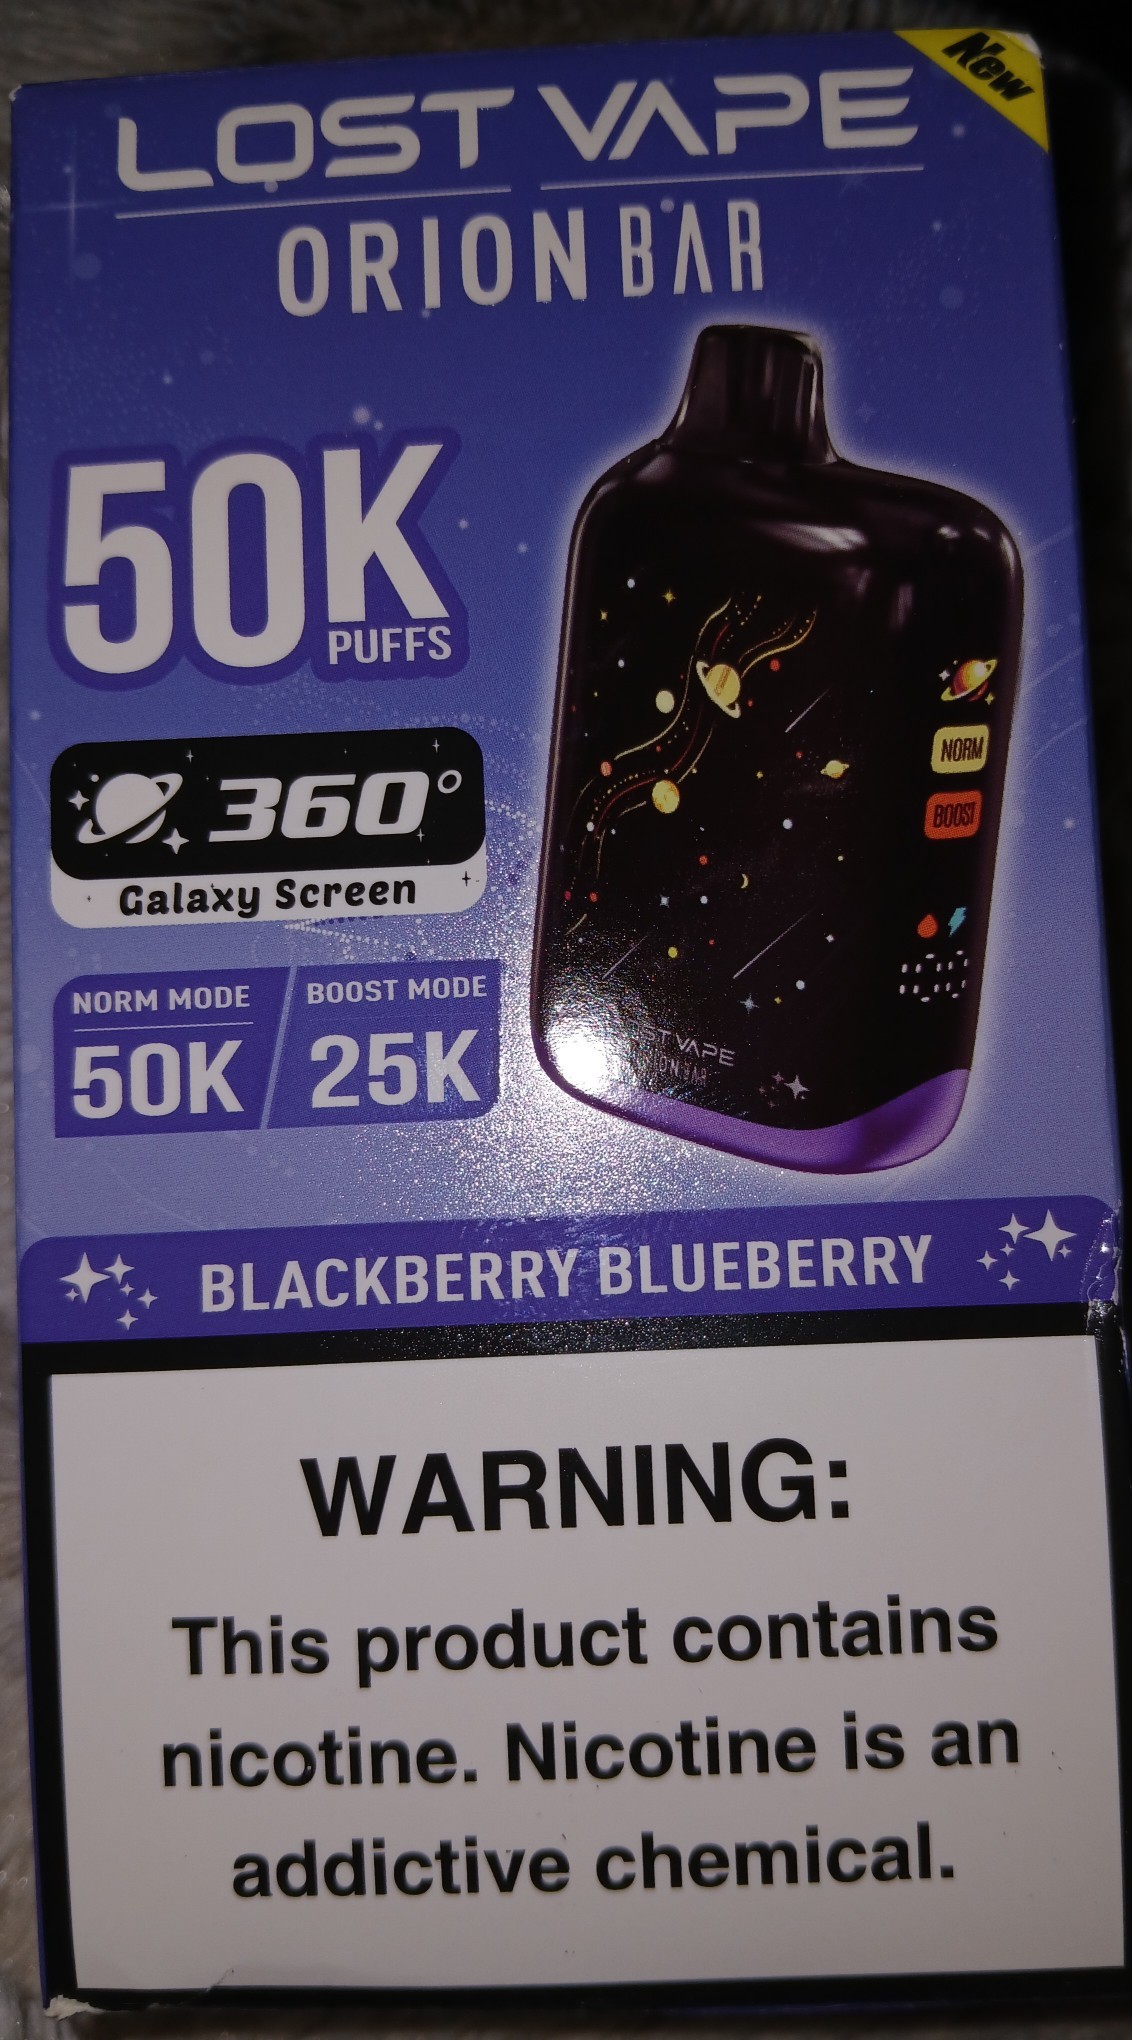 New
LOST VAPE
ORION BAR
50K
PUFFS
360°
Galaxy Screen
NORM
BOOST
NORM MODE
50K
BOOST MODE
25K
VAPE
BLACKBERRY BLUEBERRY
WARNING:
This product contains
nicotine. Nicotine is an
addictive chemical.